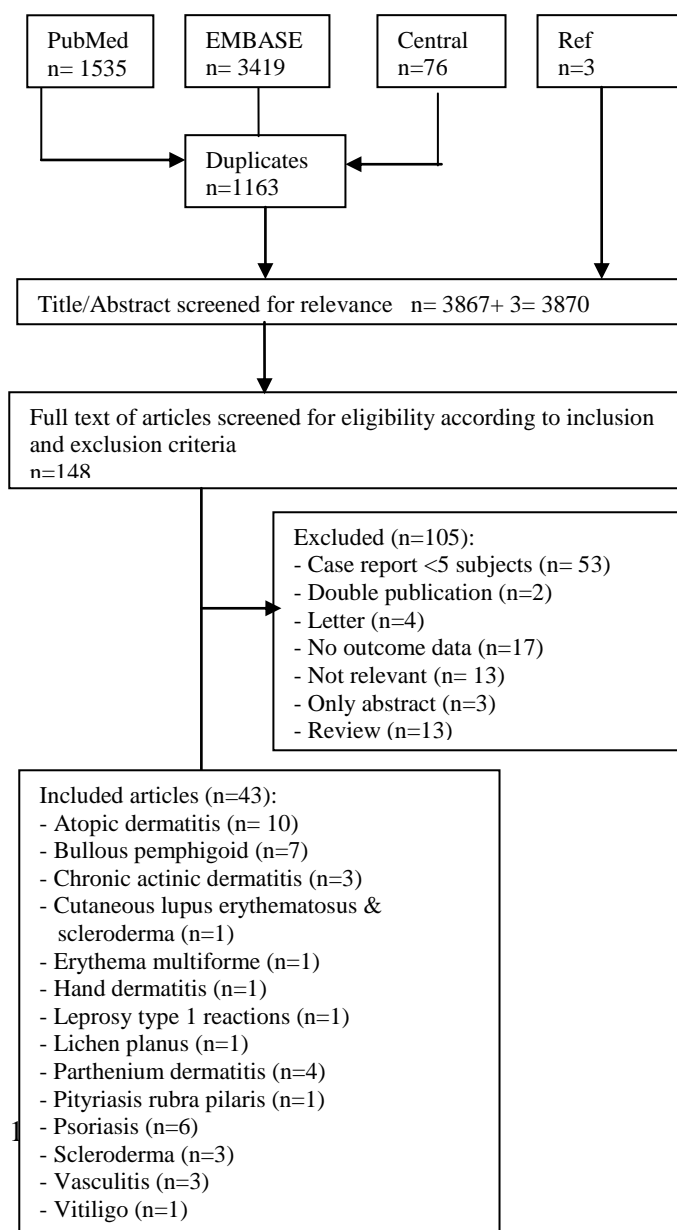 PubMed
n= 1535
EMBASE
n= 3419
Central
n=76
Ref
n=3
Duplicates
n=1163
Title/Abstract screened for relevance n= 3867+ 3= 3870
Full text of articles screened for eligibility according to inclusion
and exclusion criteria
n=148
Excluded (n=105):
- Case report <5 subjects (n= 53)
- Double publication (n=2)
- Letter (n=4)
- No outcome data (n=17)
- Not relevant (n= 13)
- Only abstract (n=3)
- Review (n=13)
Included articles (n=43):
- Atopic dermatitis (n= 10)
- Bullous pemphigoid (n=7)
- Chronic actinic dermatitis (n=3)
- Cutaneous lupus erythematosus &
scleroderma (n=1)
- Erythema multiforme (n=1)
- Hand dermatitis (n=1)
- Leprosy type 1 reactions (n=1)
- Lichen planus (n=1)
- Parthenium dermatitis (n=4)
- Pityriasis rubra pilaris (n=1)
- Psoriasis (n=6)
- Scleroderma (n=3)
- Vasculitis (n=3)
- Vitiligo (n=1)
1